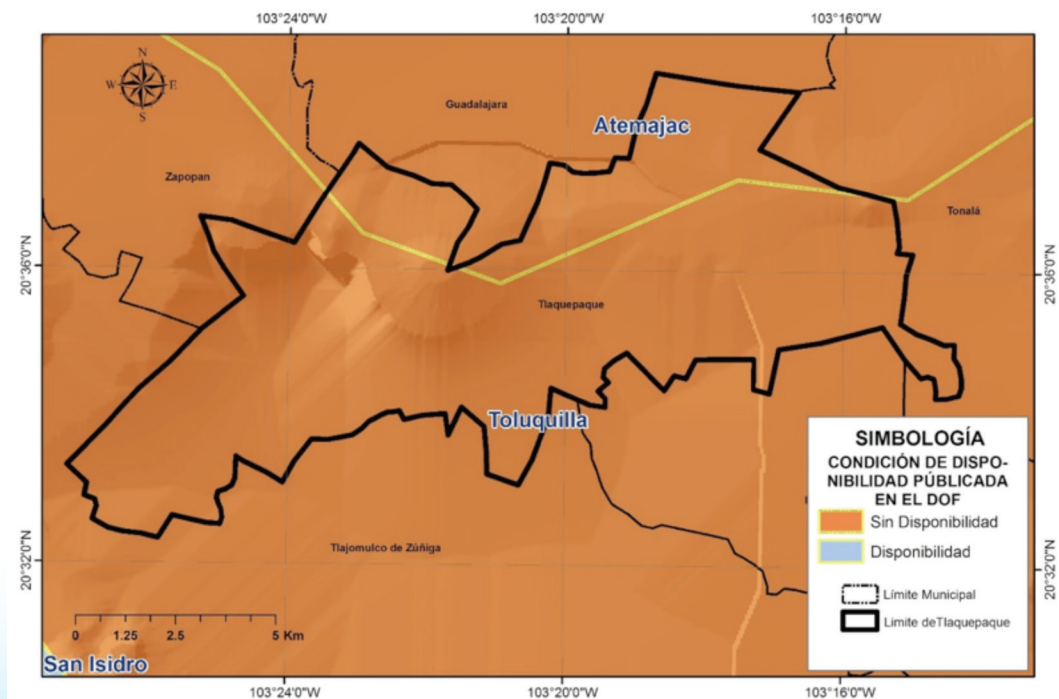 103°24'0"W
103°20'0"W
103°16'0"W
N
W E
S
Guadalajara
Atemajac
Zapopan
Tonalá
20°36'0"N
20°36'0"N
Tlaquepaque
Toluquilla
SIMBOLOGÍA
CONDICIÓN DE DISPO-
NIBILIDAD PÚBLICADA
EN EL DOF
Sin Disponibilidad
Disponibilidad
Límite Municipal
Limite deTlaquepaque
Tlajomulco de Zúñiga
20°32'0"N
20°32'0"N
0 1.25 2.5 5 Km
San Isidro
103°24'0"W
103°20'0"W
103°16'0"W